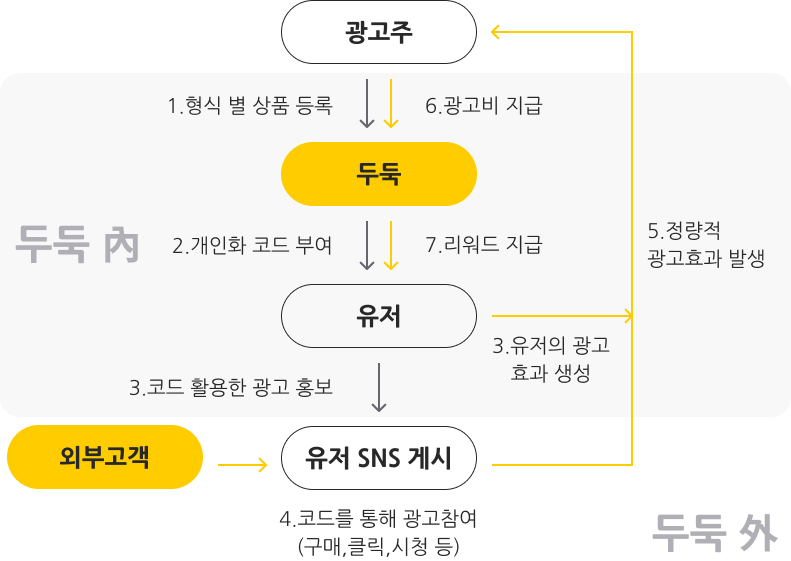 광고주
1.형식 별 상품 등록
6.광고비 지급
두둑
두둑 內
2.개인화 코드 부여
7.리워드 지급
5.정량적
광고효과 발생
유저
3.유저의 광고
효과 생성
3.코드 활용한 광고 홍보
외부고객
유저 SNS 게시
4.코드를 통해 광고참여
(구매,클릭,시청 등)
두둑 外